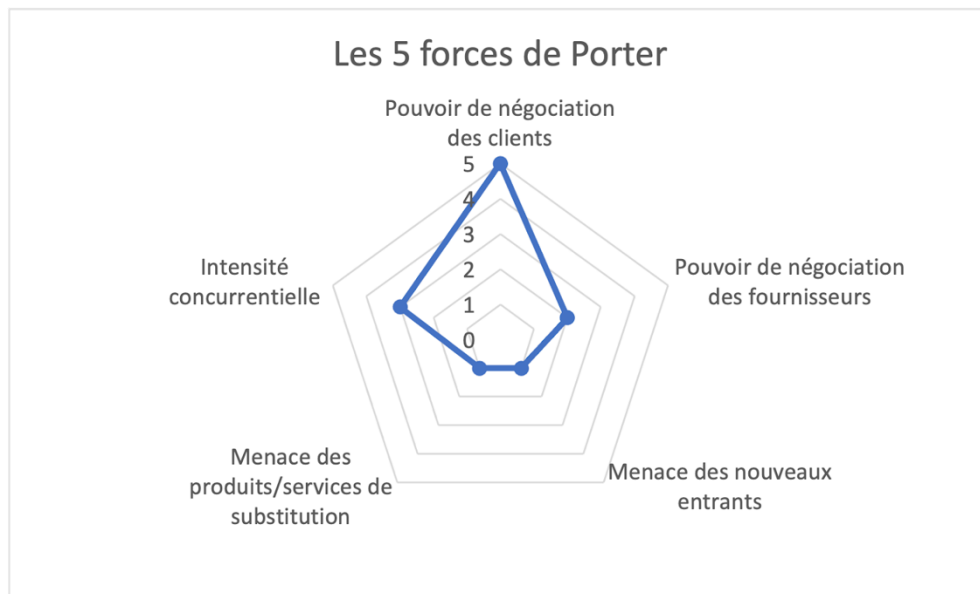 Les 5 forces de Porter
Pouvoir de négociation
des clients
5
4
3
2
1
0
Intensité
concurrentielle
Pouvoir de négociation
des fournisseurs
Menace des
produits/services de
substitution
Menace des nouveaux
entrants